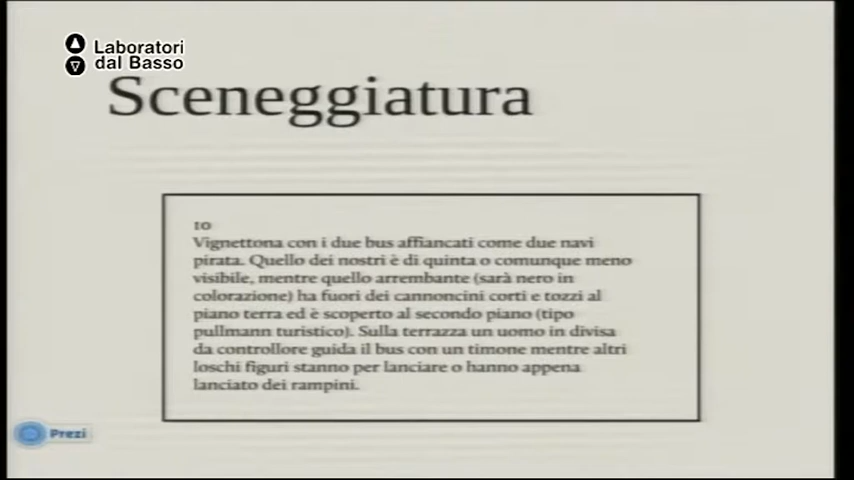 Laboratori
dal Basso
Sceneggiatura
10
Vignettona con i due bus affiancati come due navi
pirata. Quello dei nostri è di quinta o comunque meno
visibile, mentre quello arrembante (sarà nero in
colorazione) ha fuori dei cannoncini corti e tozzi al
piano terra ed è scoperto al secondo piano (tipo
pullmann turistico). Sulla terrazza un uomo in divisa
da controllore guida il bus con un timone mentre altri
loschi figuri stanno per lanciare o hanno appena
lanciato dei rampini.
Prezi